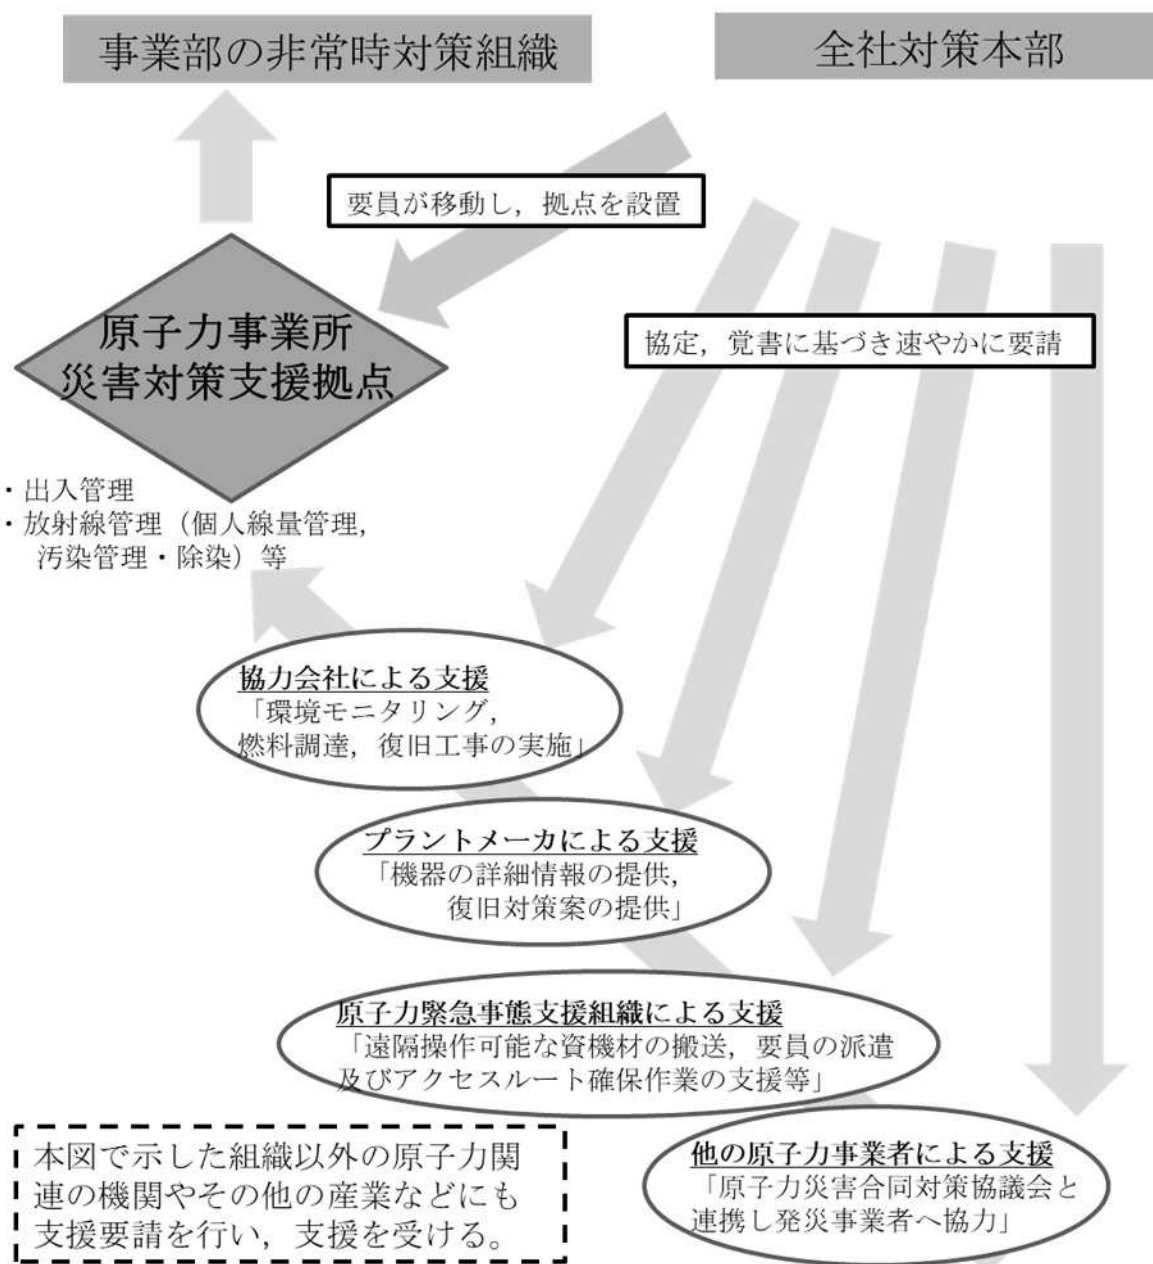 事業部の非常時対策組織
全社対策本部
要員が移動し，拠点を設置
協定，覚書に基づき速やかに要請
原子力事業所
災害対策支援拠点
・出入管理
・放射線管理（個人線量管理，
汚染管理・除染）等
協力会社による支援
「環境モニタリング，
燃料調達，復旧工事の実施」
プラントメーカによる支援
「機器の詳細情報の提供，
復旧対策案の提供」
原子力緊急事態支援組織による支援
「遠隔操作可能な資機材の搬送，要員の派遣
及びアクセスルート確保作業の支援等」
他の原子力事業者による支援
「原子力災害合同対策協議会と
連携し発災事業者へ協力」
本図で示した組織以外の原子力関
連の機関やその他の産業などにも
支援要請を行い，支援を受ける。